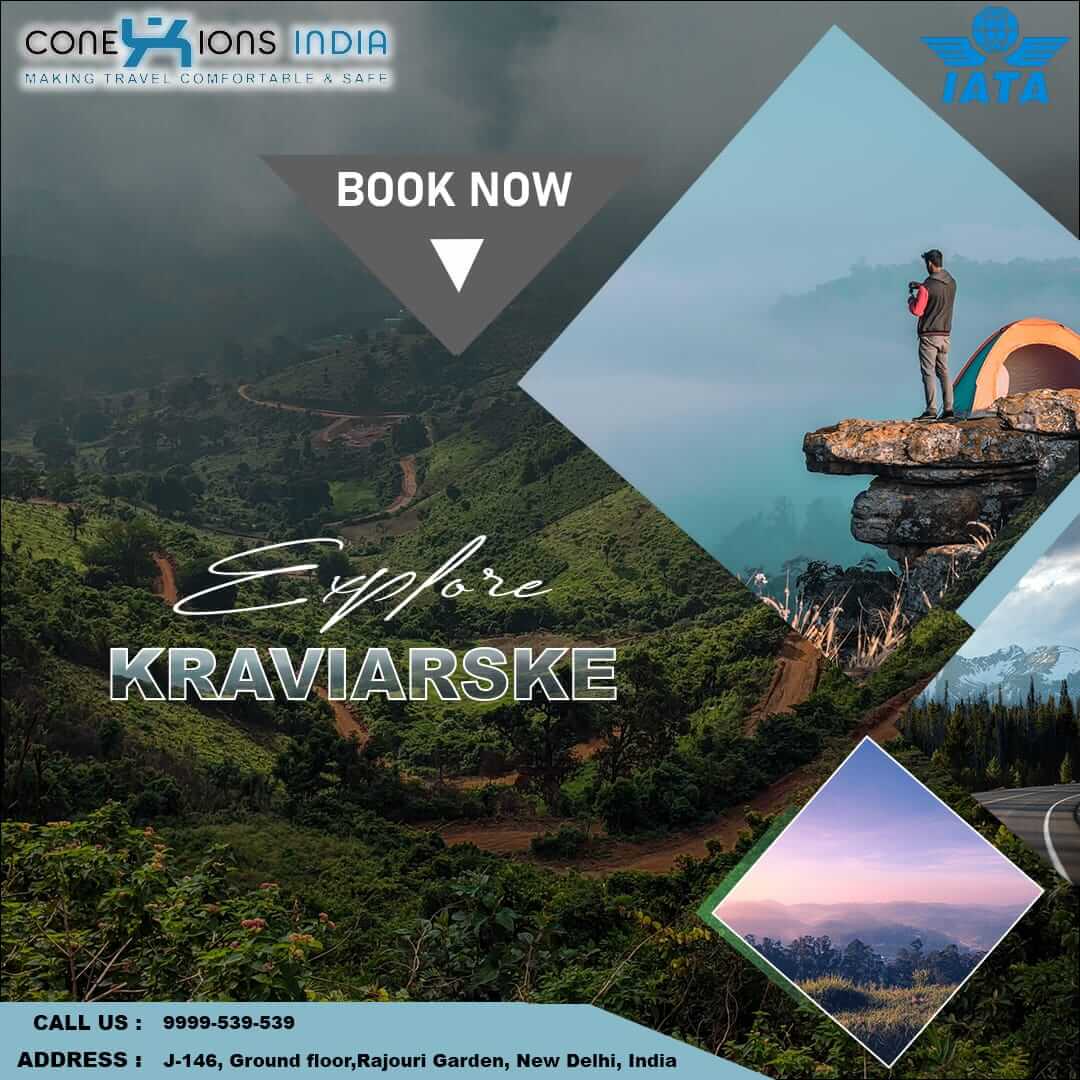 CONEXIONS INDIA
MAKING TRAVEL COMFORTABLE & SAFE
IATA
BOOK NOW
Explore
KRAVIARSKE
CALL US : 9999-539-539
ADDRESS : J-146, Ground floor,Rajouri Garden, New Delhi, India